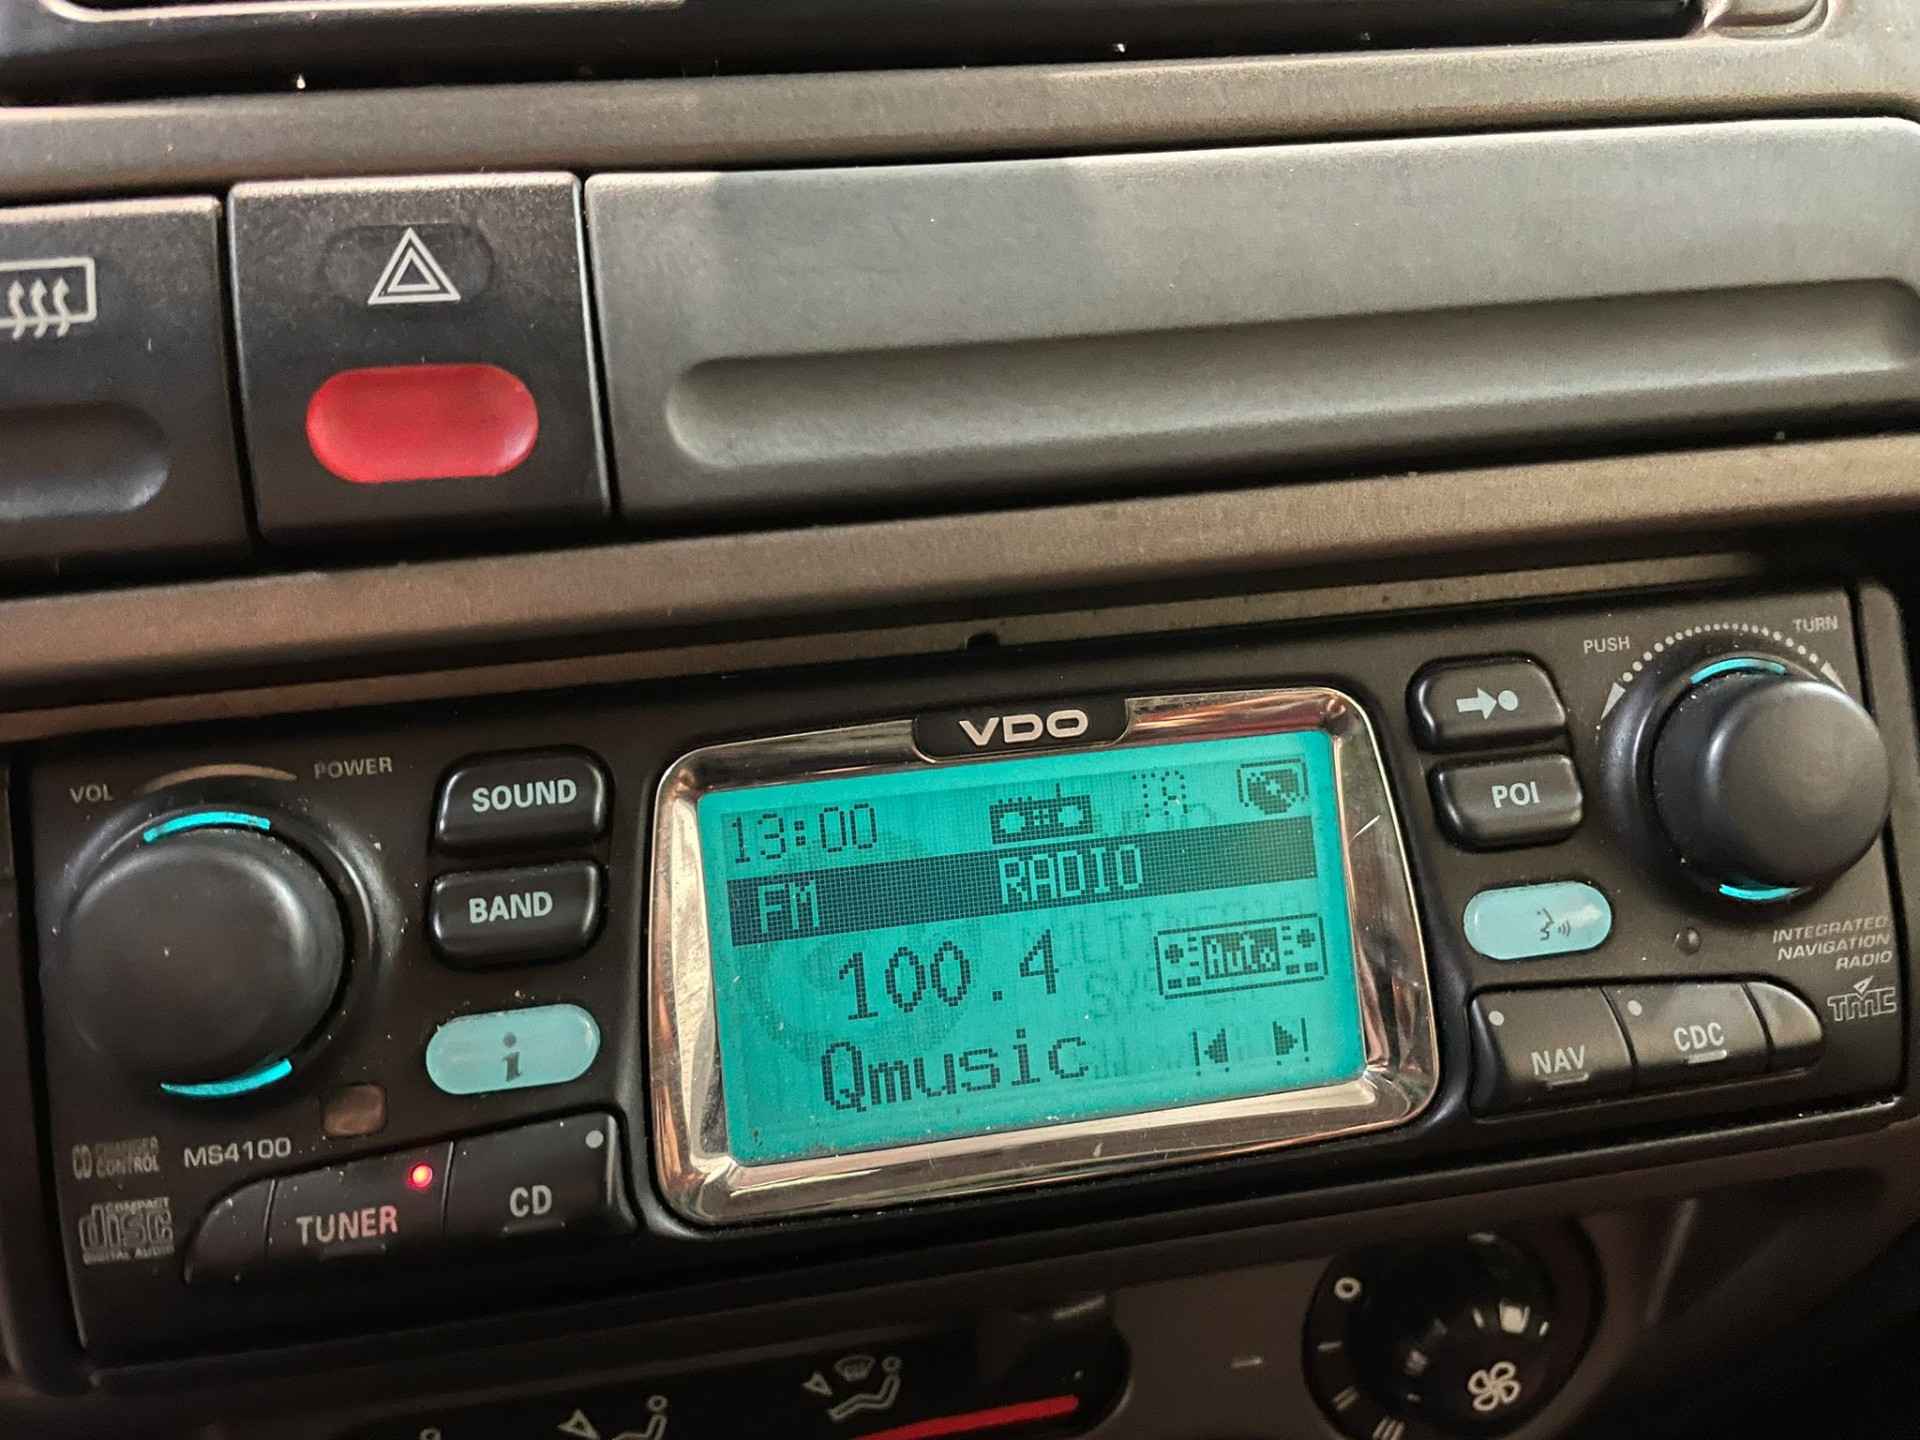 VDO
VOL
POWER
SOUND
BAND
i
MS4100
CD CHANGER
CONTROL
COMPACT
disc
DIGITAL AUDIO
TUNER
CD
13:00
TA
FM RADIO
100.4
Auto
Qmusic
PUSH
TURN
POI
INTEGRATED
NAVIGATION
RADIO
TMC
NAV
CDC